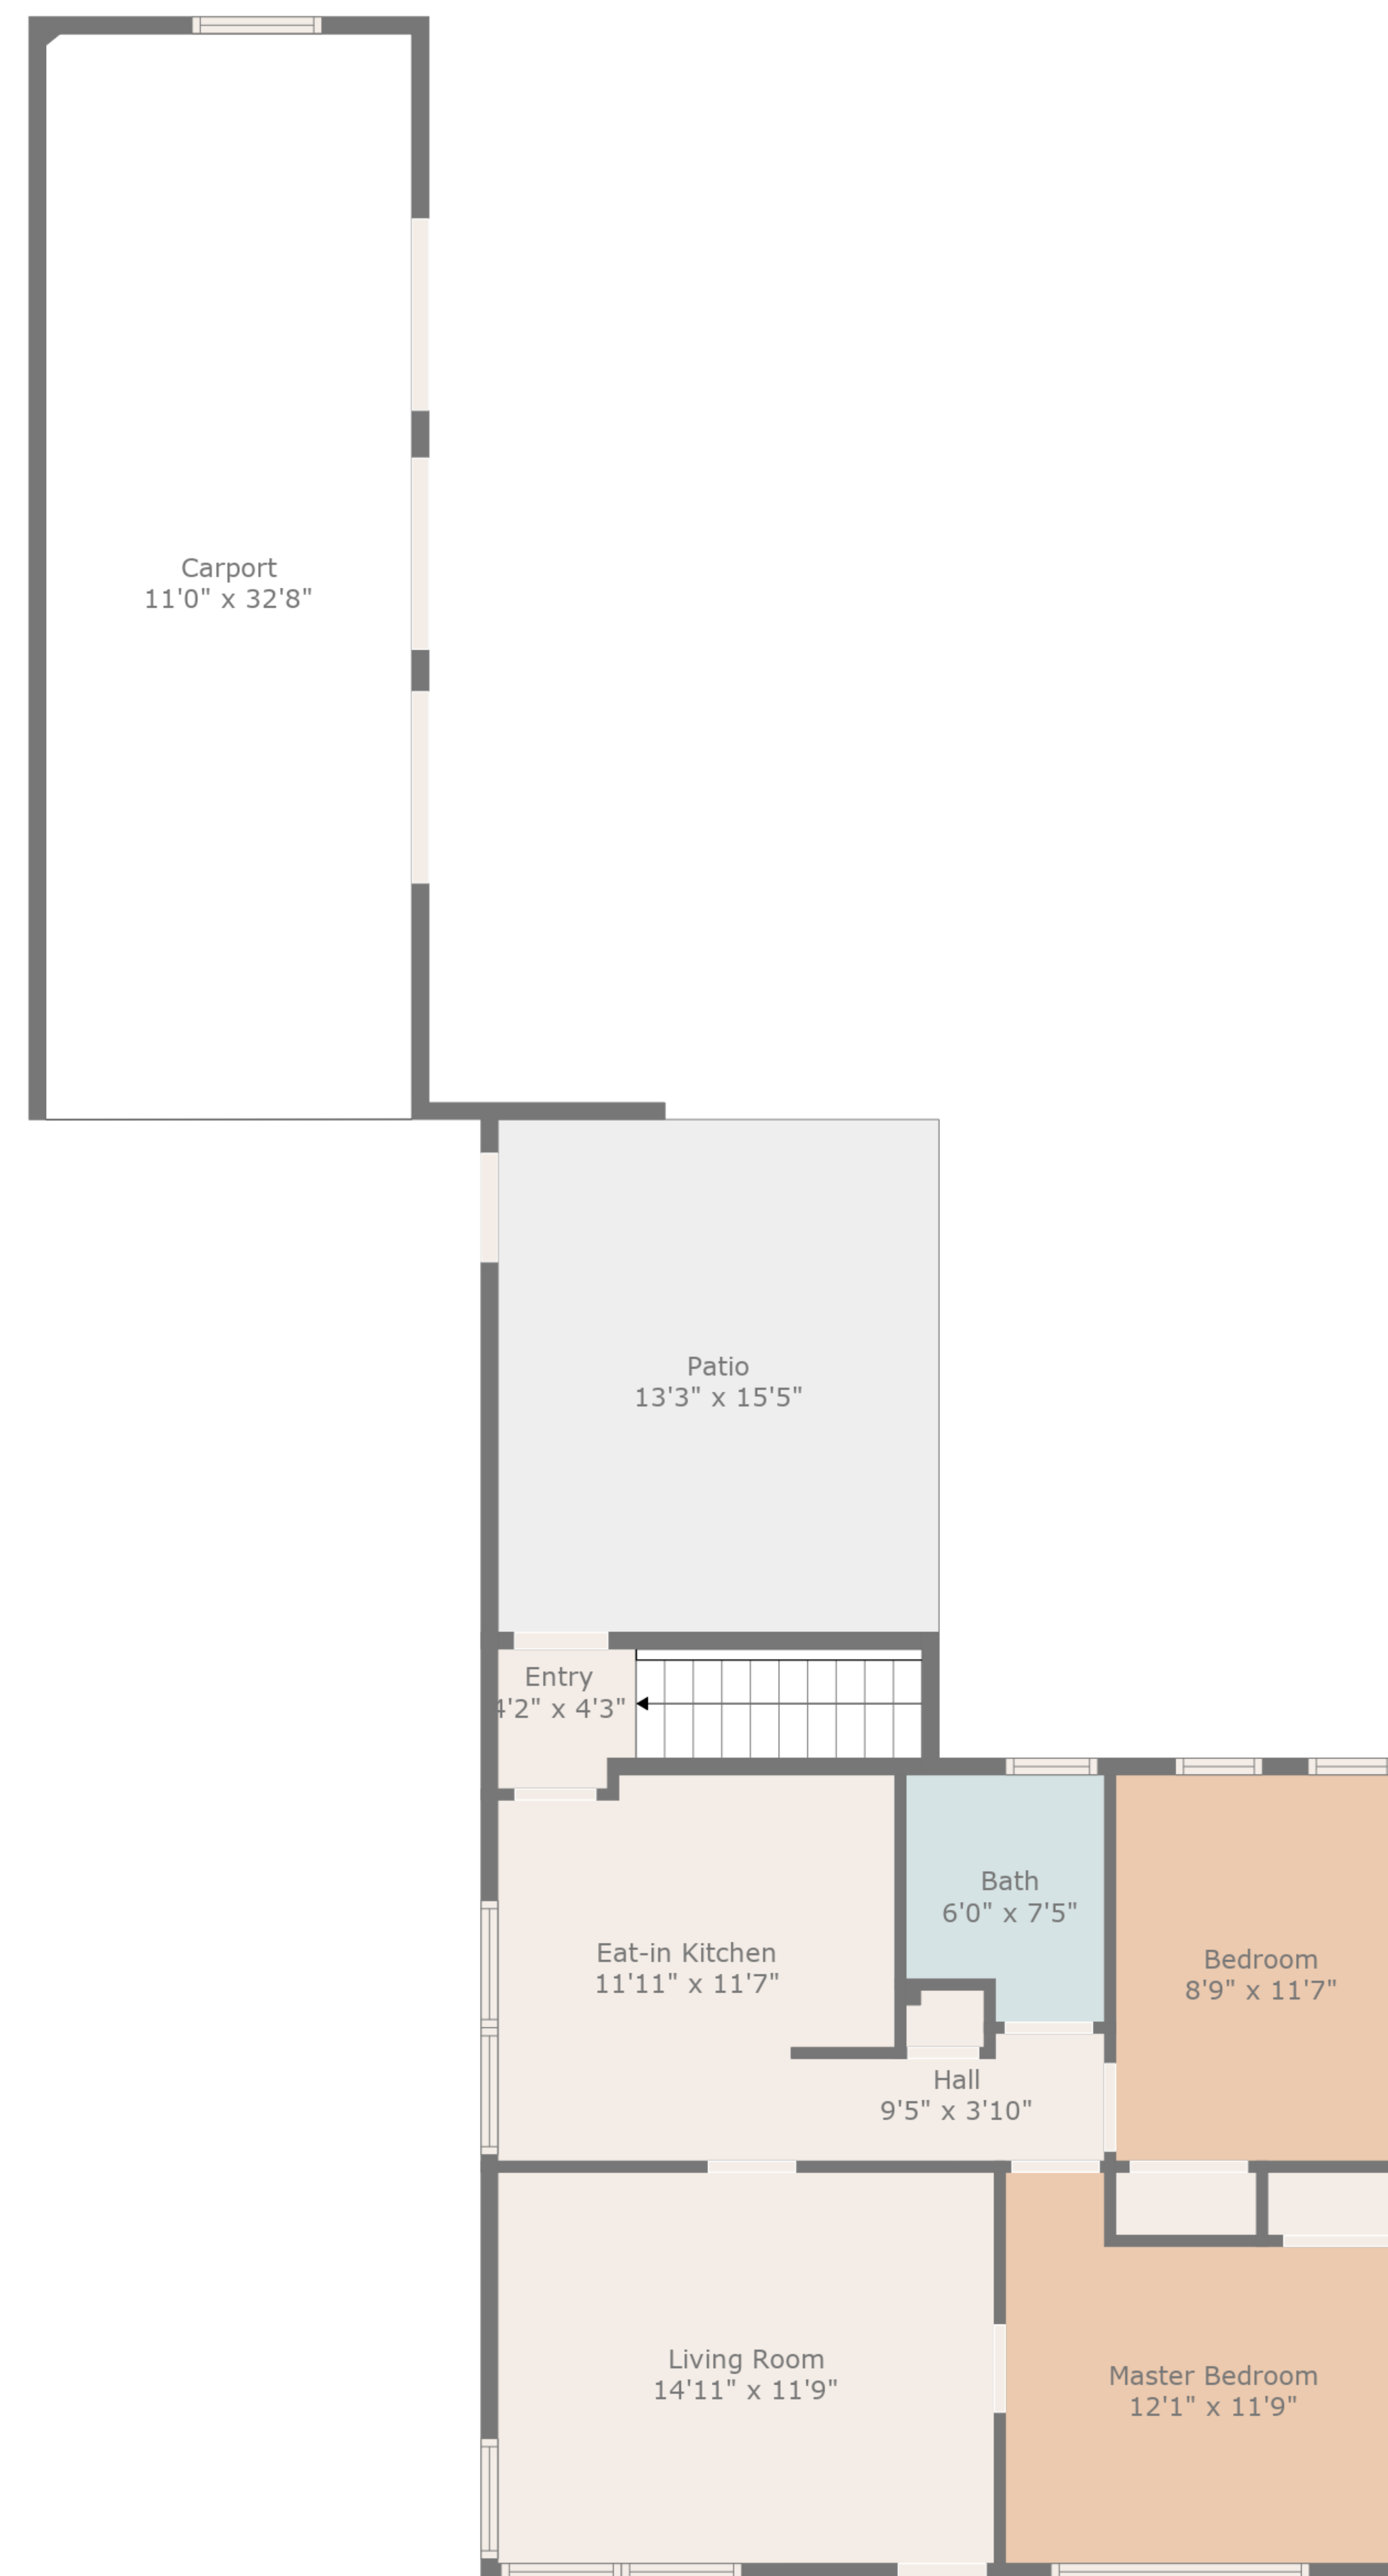 Carport
11'0" x 32'8"
Patio
13'3" x 15'5"
Entry
4'2" x 4'3"
Bath
6'0" x 7'5"
Eat-in Kitchen
11'11" x 11'7"
Bedroom
8'9" x 11'7"
Hall
9'5" x 3'10"
Living Room
14'11" x 11'9"
Master Bedroom
12'1" x 11'9"